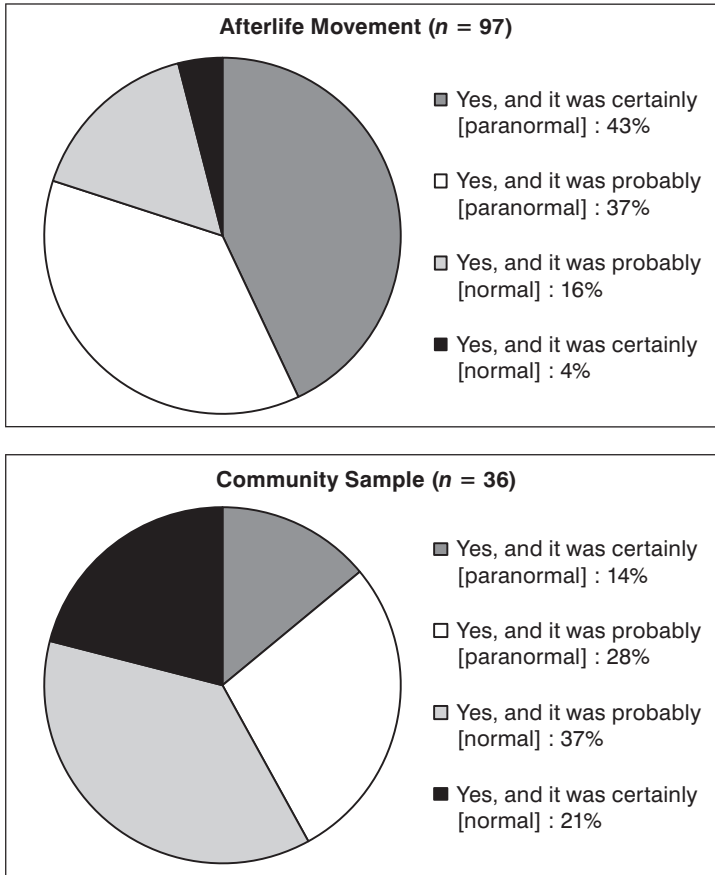 Afterlife Movement (n = 97)
Yes, and it was certainly
[paranormal] : 43%
Yes, and it was probably
[paranormal] : 37%
Yes, and it was probably
[normal] : 16%
Yes, and it was certainly
[normal] : 4%
Community Sample (n = 36)
Yes, and it was certainly
[paranormal] : 14%
Yes, and it was probably
[paranormal] : 28%
Yes, and it was probably
[normal] : 37%
Yes, and it was certainly
[normal] : 21%